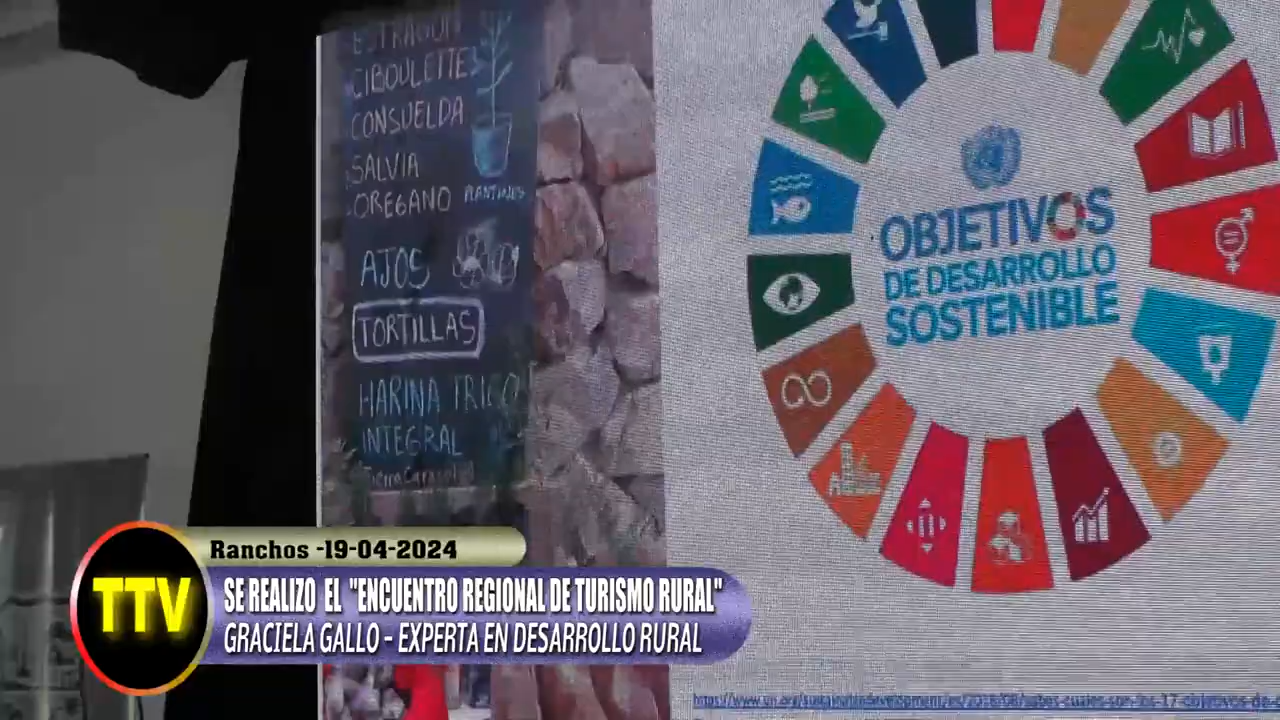 ESTRAGON
CIBOULETTE
CONSUELDA
SALVIA
OREGANO
PLANTINES
AJOS
TORTILLAS
HARINA TRIGO
INTEGRAL
OBJETIVOS
DE DESARROLLO
SOSTENIBLE
Ranchos -19-04-2024
TTV
SE REALIZO EL "ENCUENTRO REGIONAL DE TURISMO RURAL"
GRACIELA GALLO - EXPERTA EN DESARROLLO RURAL